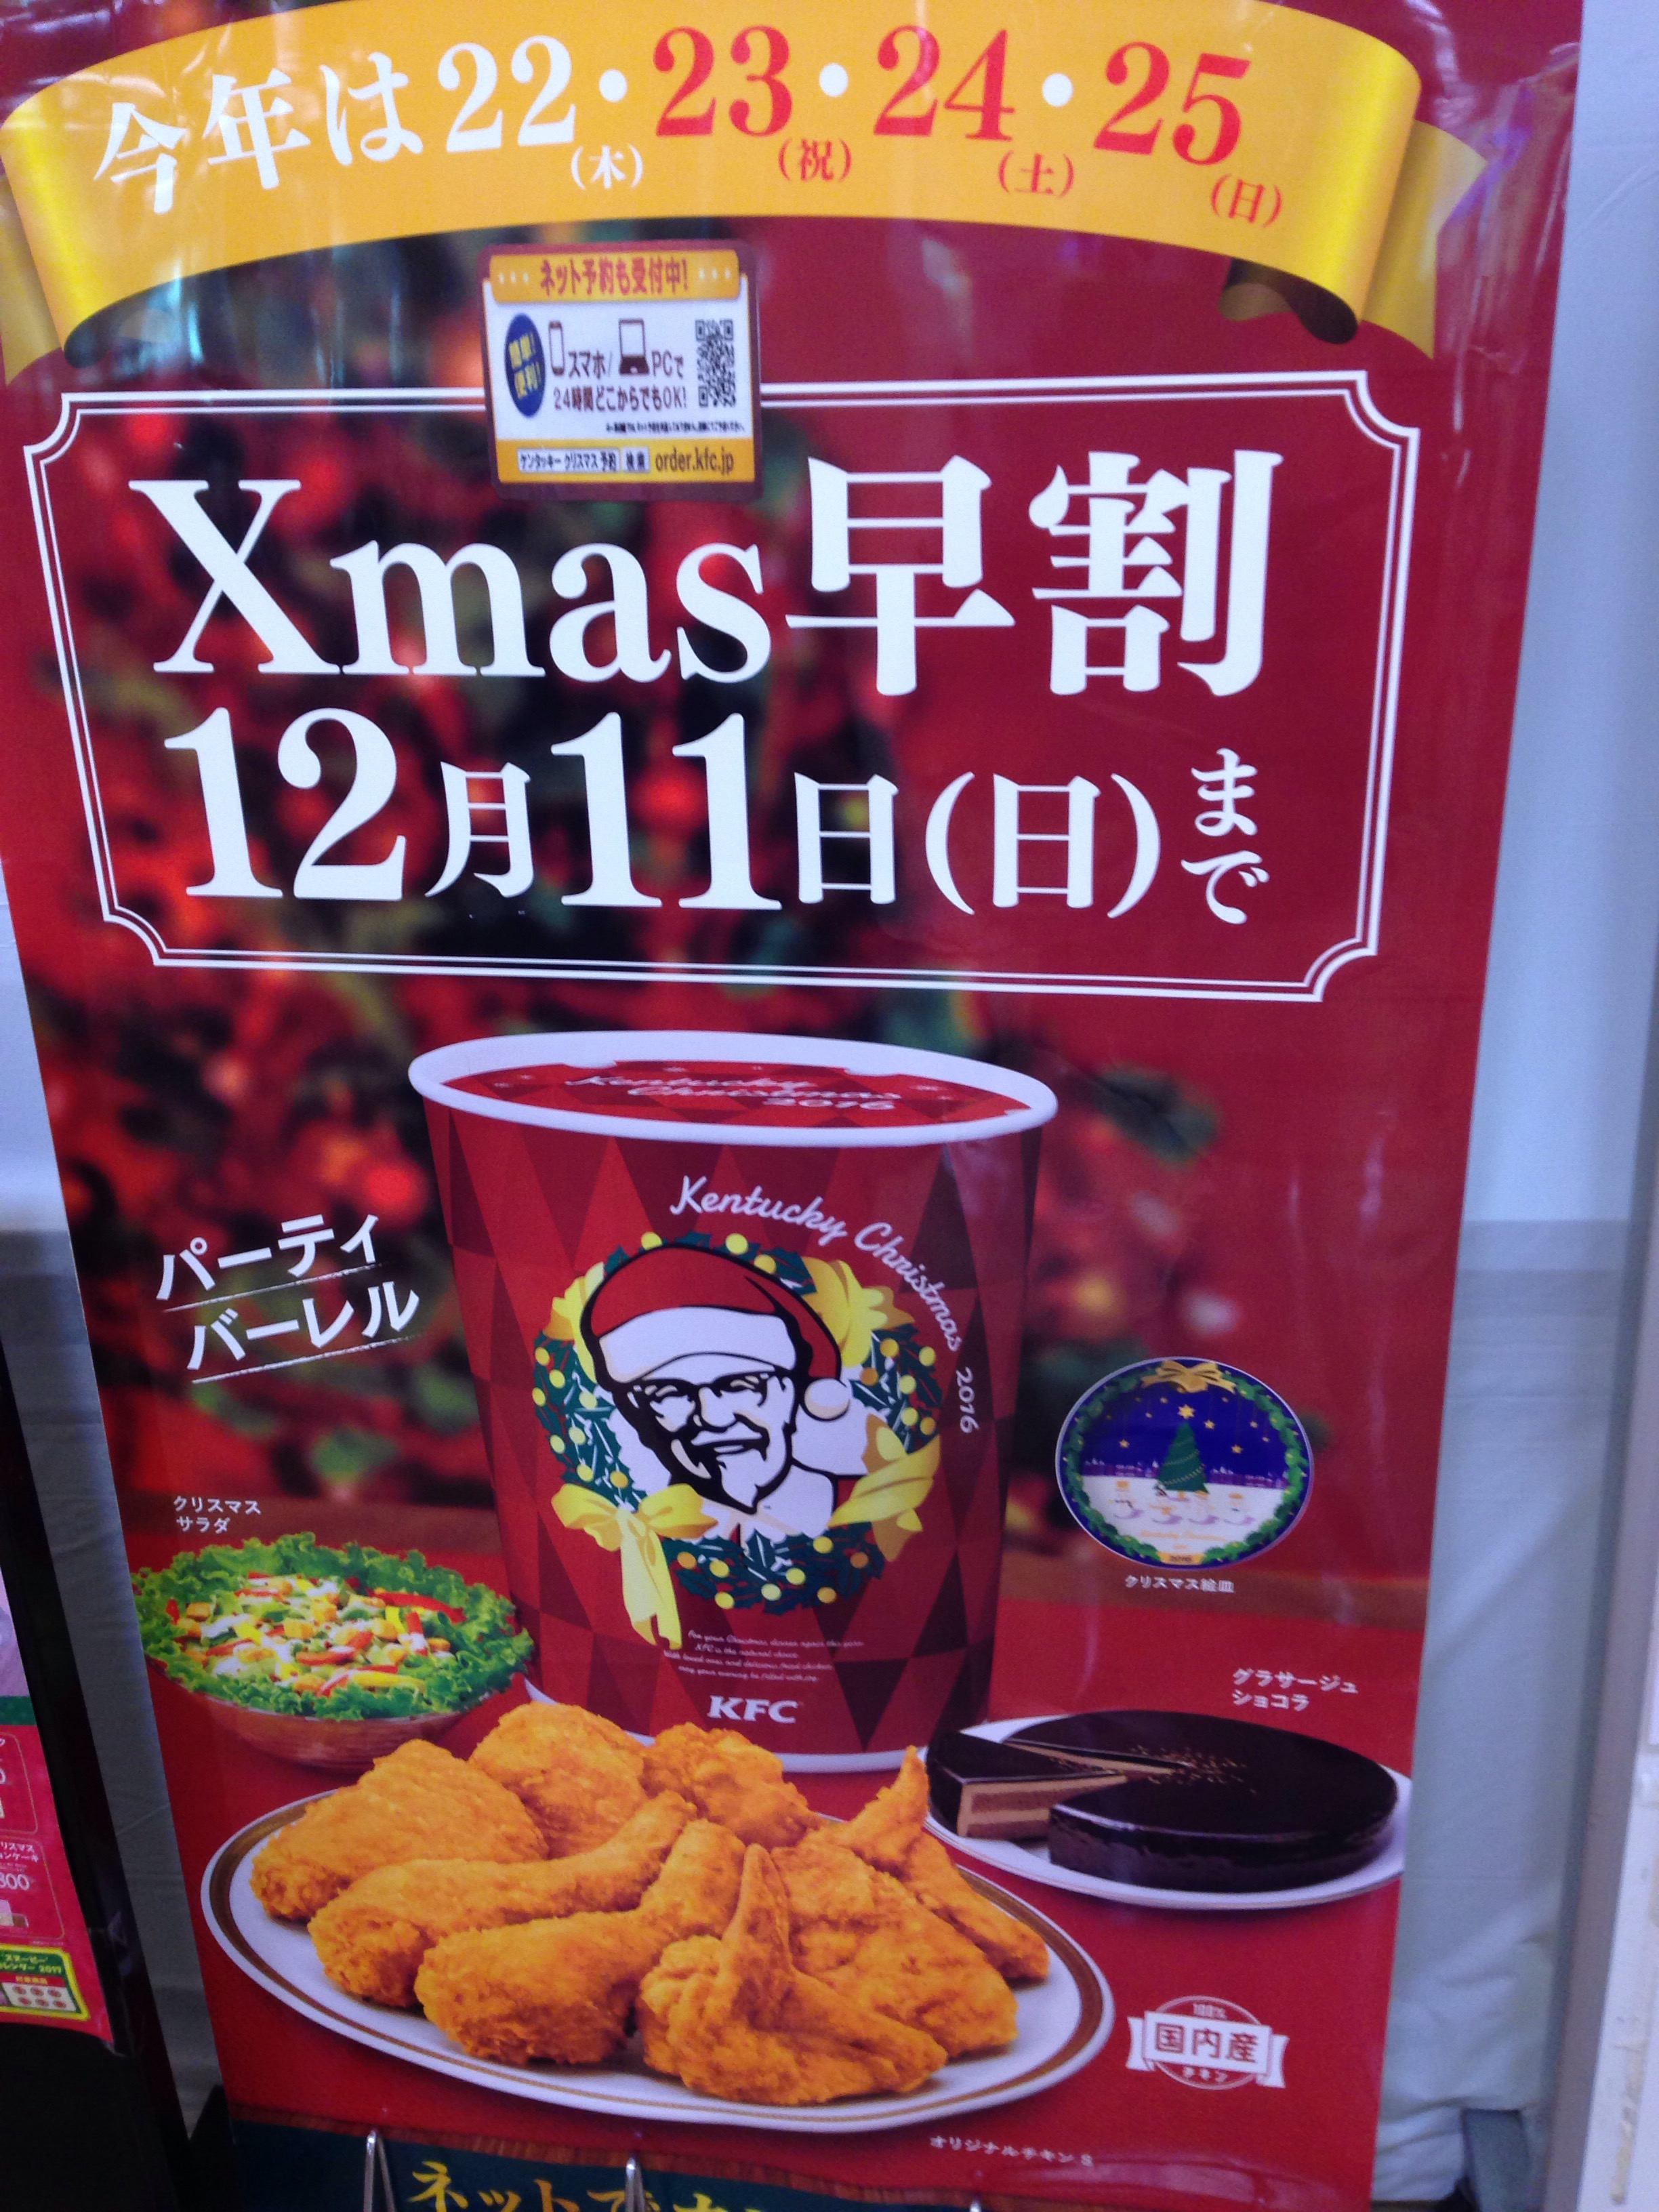 今年は22(木)・23(祝)・24(土)・25(日)
ネット予約も受付中!
簡単!
便利!
スマホ/PCで
24時間どこからでもOK!
ケンタッキー クリスマス 予約 検索 order.kfc.jp
Xmas早割
12月11日(日)まで
Kentucky
Christmas
2016
Kentucky Christmas 2016
パーティ
バーレル
クリスマス
サラダ
クリスマス絵皿
KFC
グラサージュ
ショコラ
100%
国内産
チキン
オリジナルチキン 8